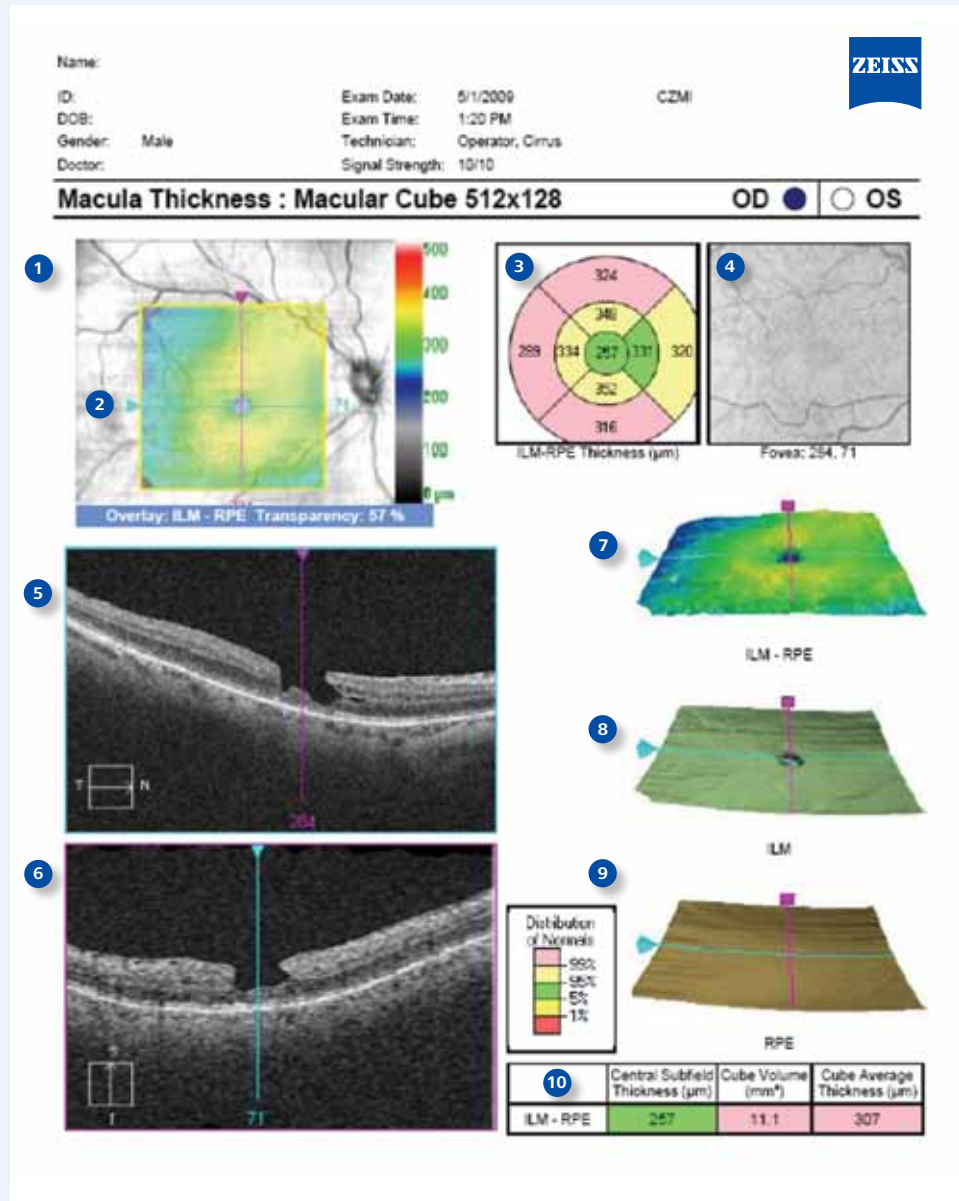 ZEISS
Name:
ID:
Exam Date: 5/1/2009
CZMI
DOB:
Exam Time: 1:20 PM
Gender: Male
Technician: Operator, Cirrus
Doctor:
Signal Strength: 10/10
Macula Thickness : Macular Cube 512x128
OD
OS
1
500
400
300
200
100
0 µm
2
71
Overlay: ILM - RPE Transparency: 57 %
3
324
348
289 334 257 331 320
352
316
ILM-RPE Thickness (µm)
4
Fovea: 284, 71
5
T N
284
6
S
I
71
7
ILM - RPE
8
ILM
9
RPE
Distribution
of Normals
99%
95%
5%
1%
10
Central Subfield Thickness (µm)
Cube Volume (mm³)
Cube Average Thickness (µm)
ILM - RPE 257 11.1 307